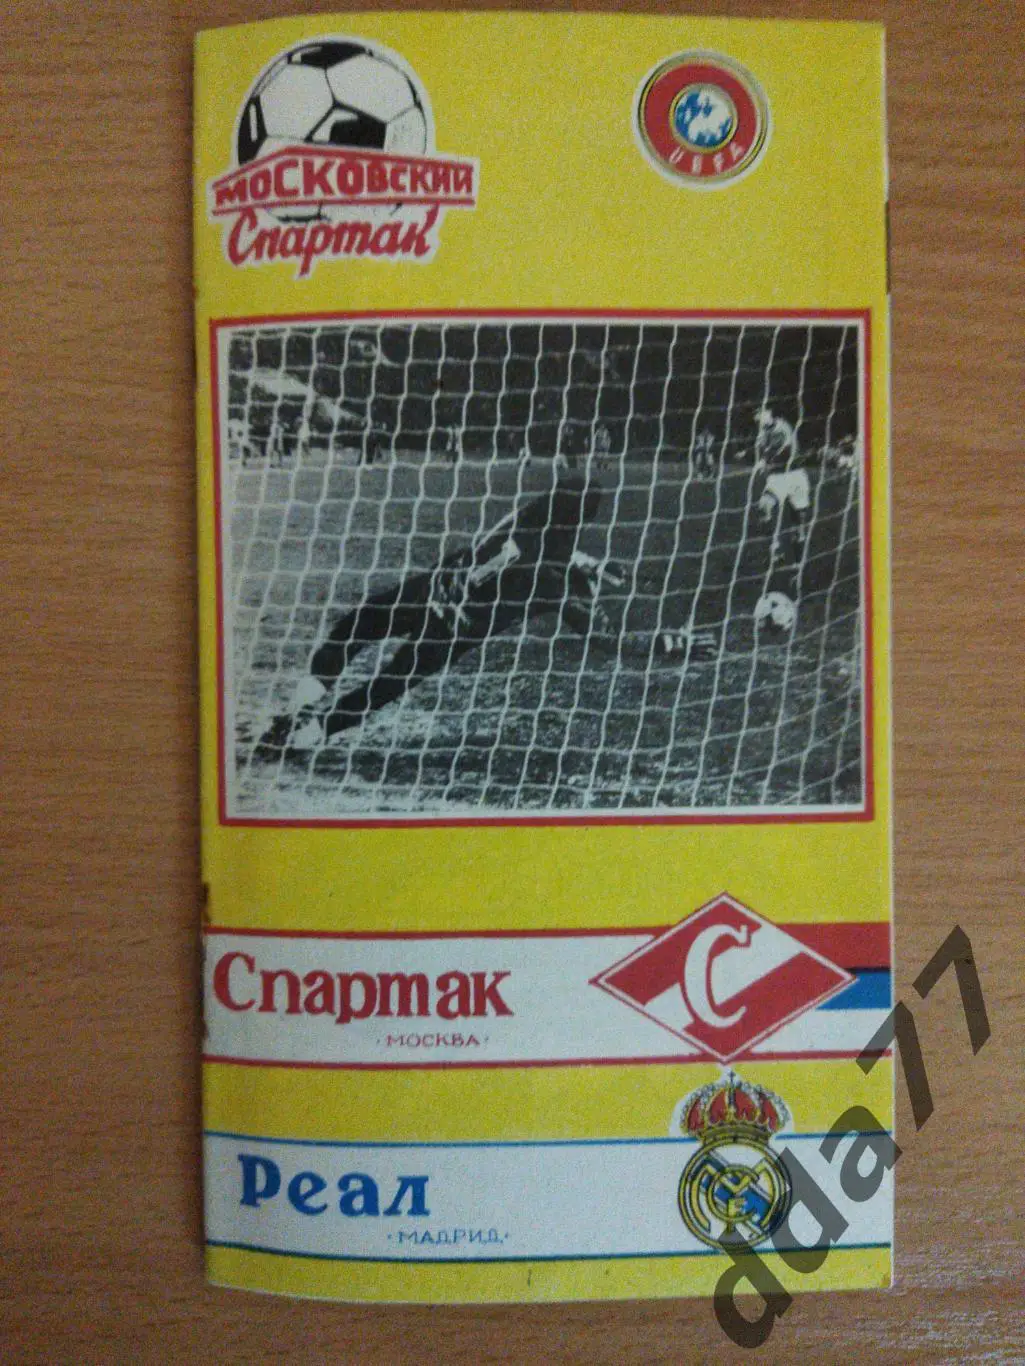 МОСКОВСКИЙ
Спартак
UEFA
Спартак
·МОСКВА·
С
Реал
·МАДРИД·
dda77